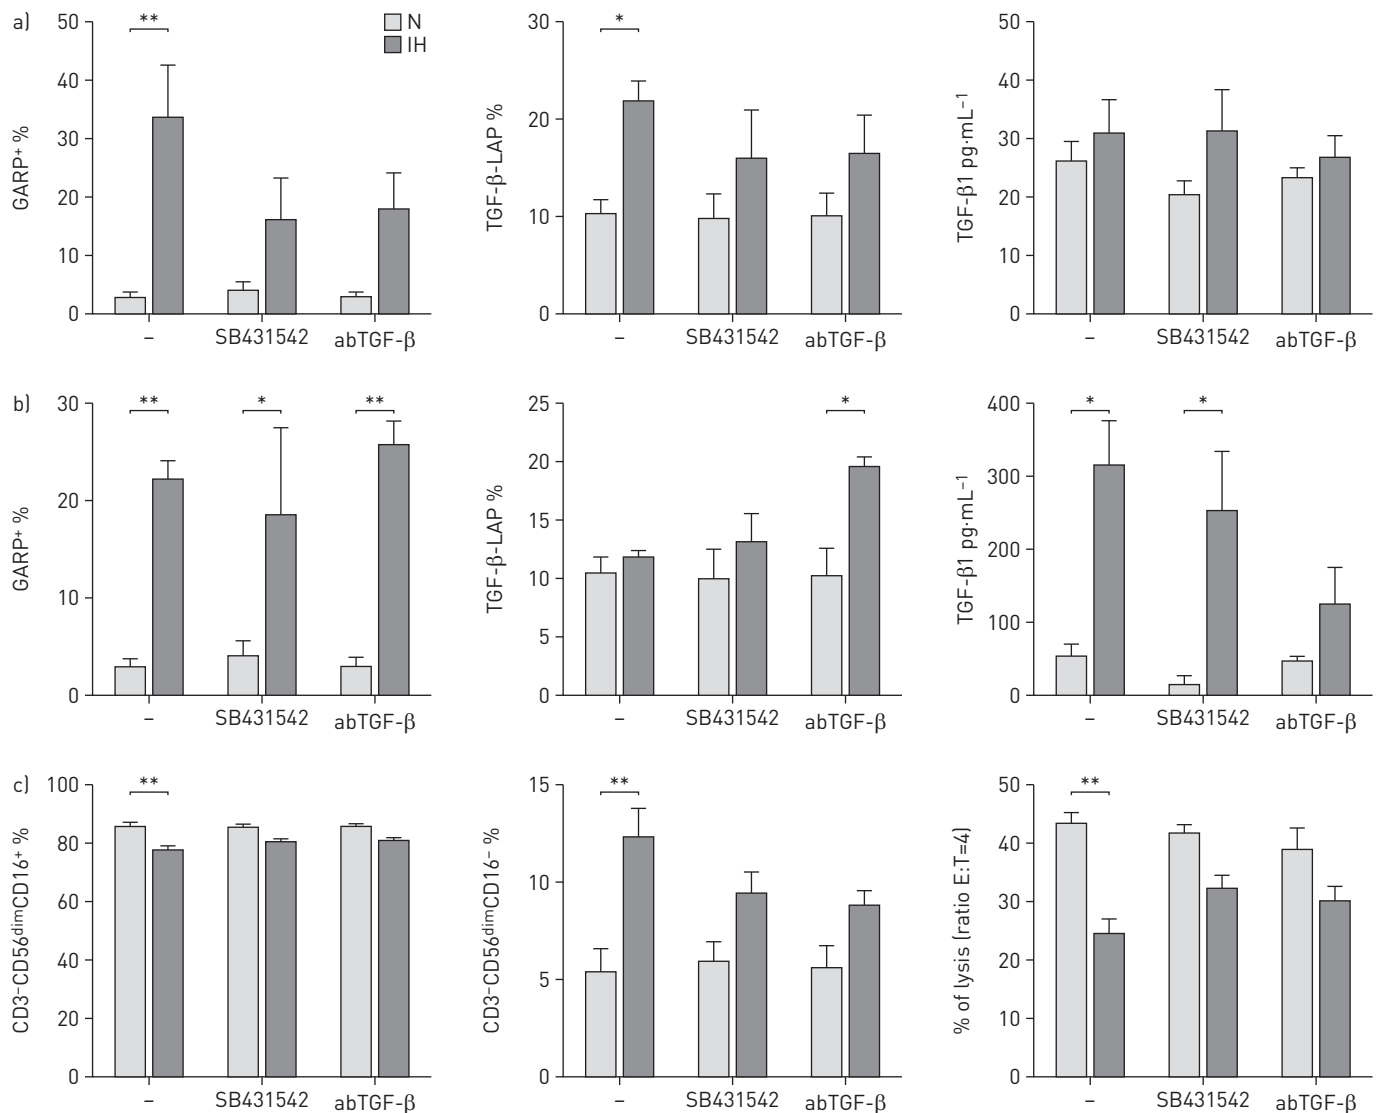 a)
50
40
30
20
10
0
GARP⁺ %
**
N
IH
–
SB431542
abTGF-β
30
20
10
0
TGF-β-LAP %
*
–
SB431542
abTGF-β
50
40
30
20
10
0
TGF-β1 pg·mL⁻¹
–
SB431542
abTGF-β
b)
30
20
10
0
GARP⁺ %
**
*
**
–
SB431542
abTGF-β
25
20
15
10
5
0
TGF-β-LAP %
*
–
SB431542
abTGF-β
400
300
200
100
0
TGF-β1 pg·mL⁻¹
*
*
–
SB431542
abTGF-β
c)
100
80
60
40
20
0
CD3⁻CD56ᵈⁱᵐCD16⁺ %
**
–
SB431542
abTGF-β
15
10
5
0
CD3⁻CD56ᵈⁱᵐCD16⁻ %
**
–
SB431542
abTGF-β
50
40
30
20
10
0
% of lysis (ratio E:T=4)
**
–
SB431542
abTGF-β